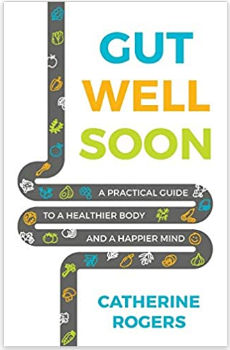 GUT
WELL
SOON
A PRACTICAL GUIDE
TO A HEALTHIER BODY
AND A HAPPIER MIND
CATHERINE
ROGERS